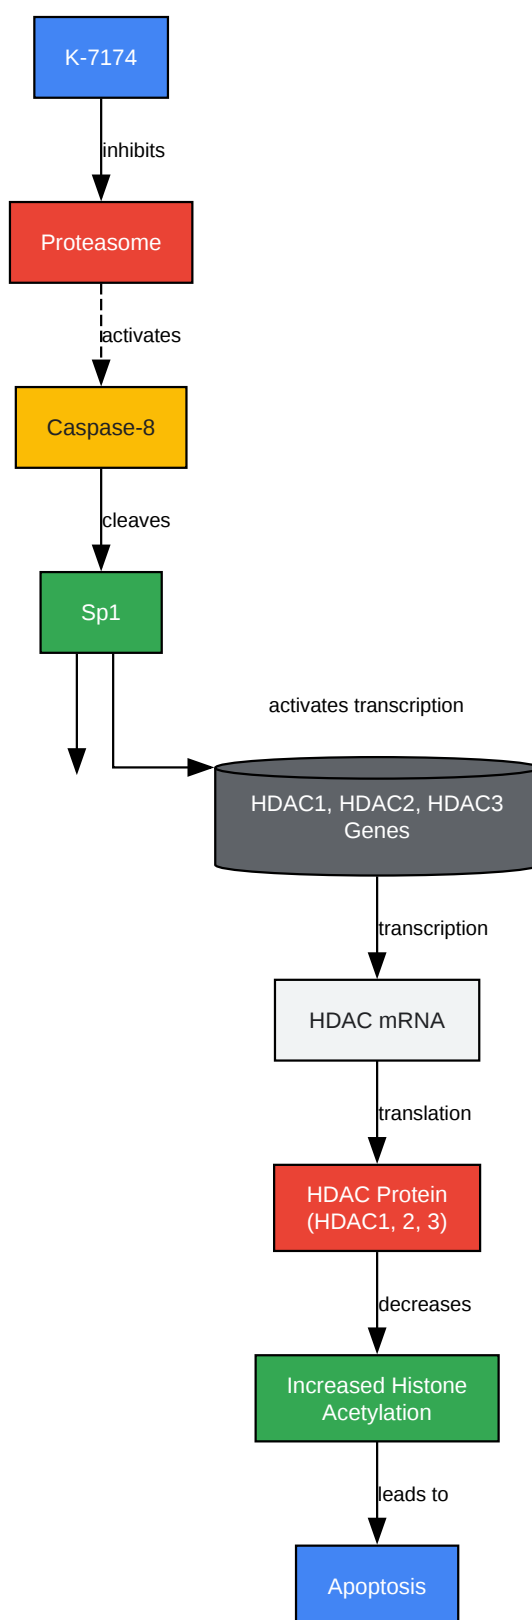 K-7174
inhibits
Proteasome
activates
Caspase-8
cleaves
Sp1
activates transcription
HDAC1, HDAC2, HDAC3
Genes
transcription
HDAC mRNA
translation
HDAC Protein
(HDAC1, 2, 3)
decreases
Increased Histone
Acetylation
leads to
Apoptosis